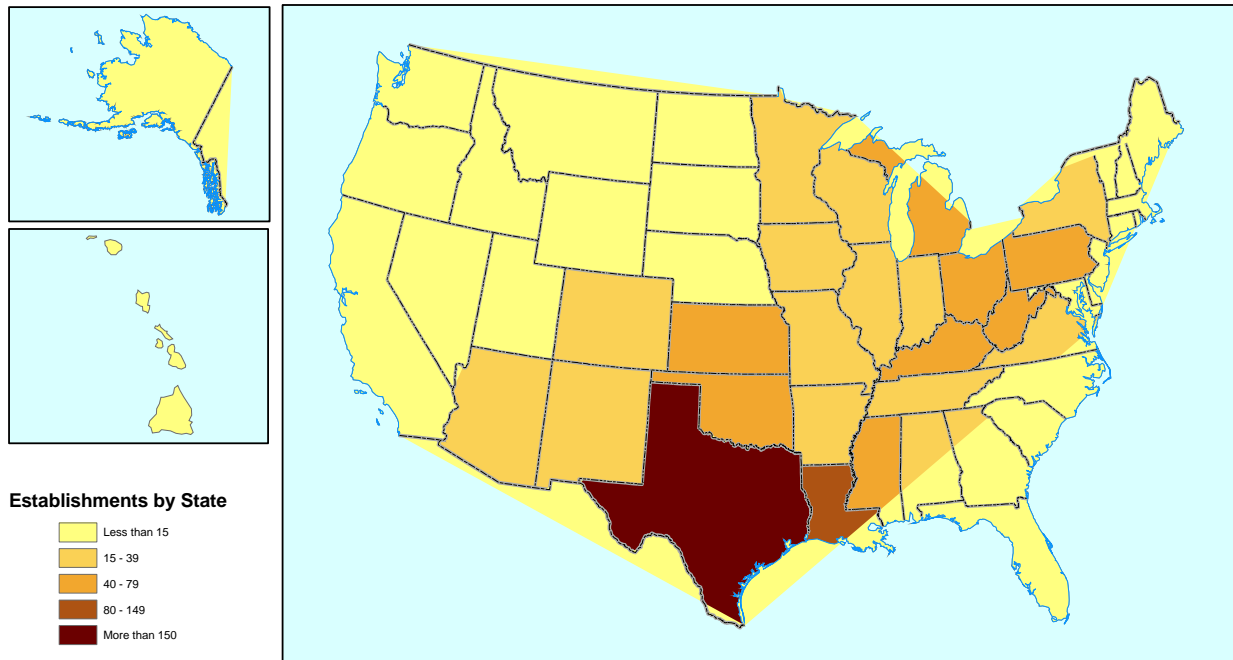 Establishments by State
Less than 15
15 - 39
40 - 79
80 - 149
More than 150